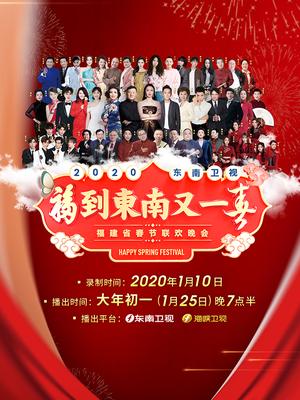 2020 东南卫视
福到東南又一喜
福建省春节联欢晚会
HAPPY SPRING FESTIVAL
录制时间：2020年1月10日
播出时间：大年初一（1月25日）晚7点半
播出平台：东南卫视 海峡卫视